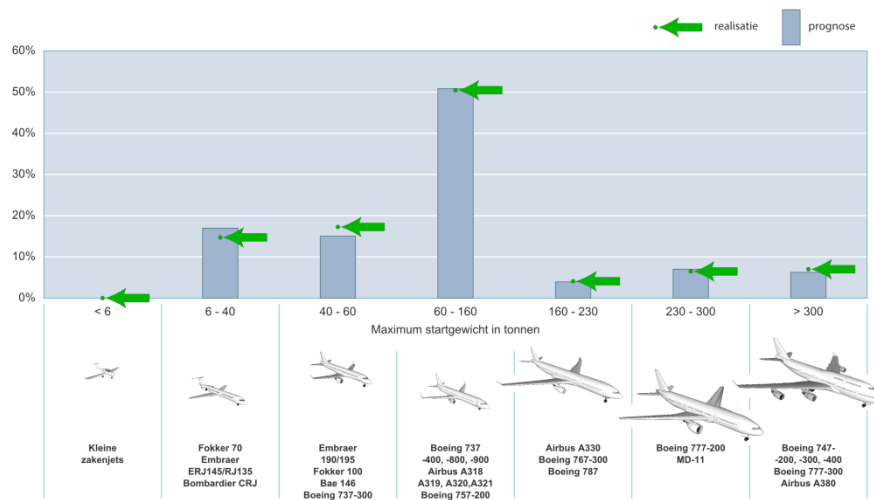 realisatie
prognose
60%
50%
40%
30%
20%
10%
0%
< 6
6 - 40
40 - 60
60 - 160
160 - 230
230 - 300
> 300
Maximum startgewicht in tonnen
Kleine
zakenjets
Fokker 70
Embraer
ERJ145/RJ135
Bombardier CRJ
Embraer
190/195
Fokker 100
Bae 146
Boeing 737-300
Boeing 737
-400, -800, -900
Airbus A318
A319, A320,A321
Boeing 757-200
Airbus A330
Boeing 767-300
Boeing 787
Boeing 777-200
MD-11
Boeing 747-
-200, -300, -400
Boeing 777-300
Airbus A380